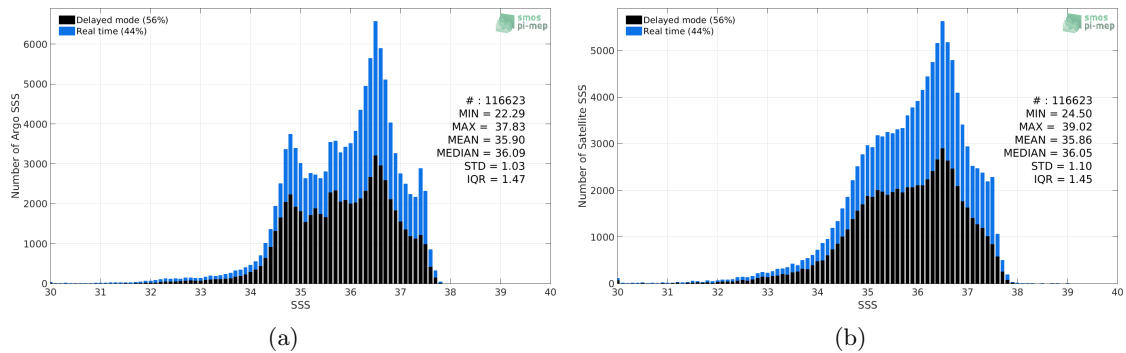 Delayed mode (56%)
Real time (44%)
smos
pi-mep
Number of Argo SSS
6000
5000
4000
3000
2000
1000
0
# : 116623
MIN = 22.29
MAX = 37.83
MEAN = 35.90
MEDIAN = 36.09
STD = 1.03
IQR = 1.47
30 31 32 33 34 35 36 37 38 39 40
SSS
(a)
Delayed mode (56%)
Real time (44%)
smos
pi-mep
Number of Satellite SSS
5000
4000
3000
2000
1000
0
# : 116623
MIN = 24.50
MAX = 39.02
MEAN = 35.86
MEDIAN = 36.05
STD = 1.10
IQR = 1.45
30 31 32 33 34 35 36 37 38 39 40
SSS
(b)